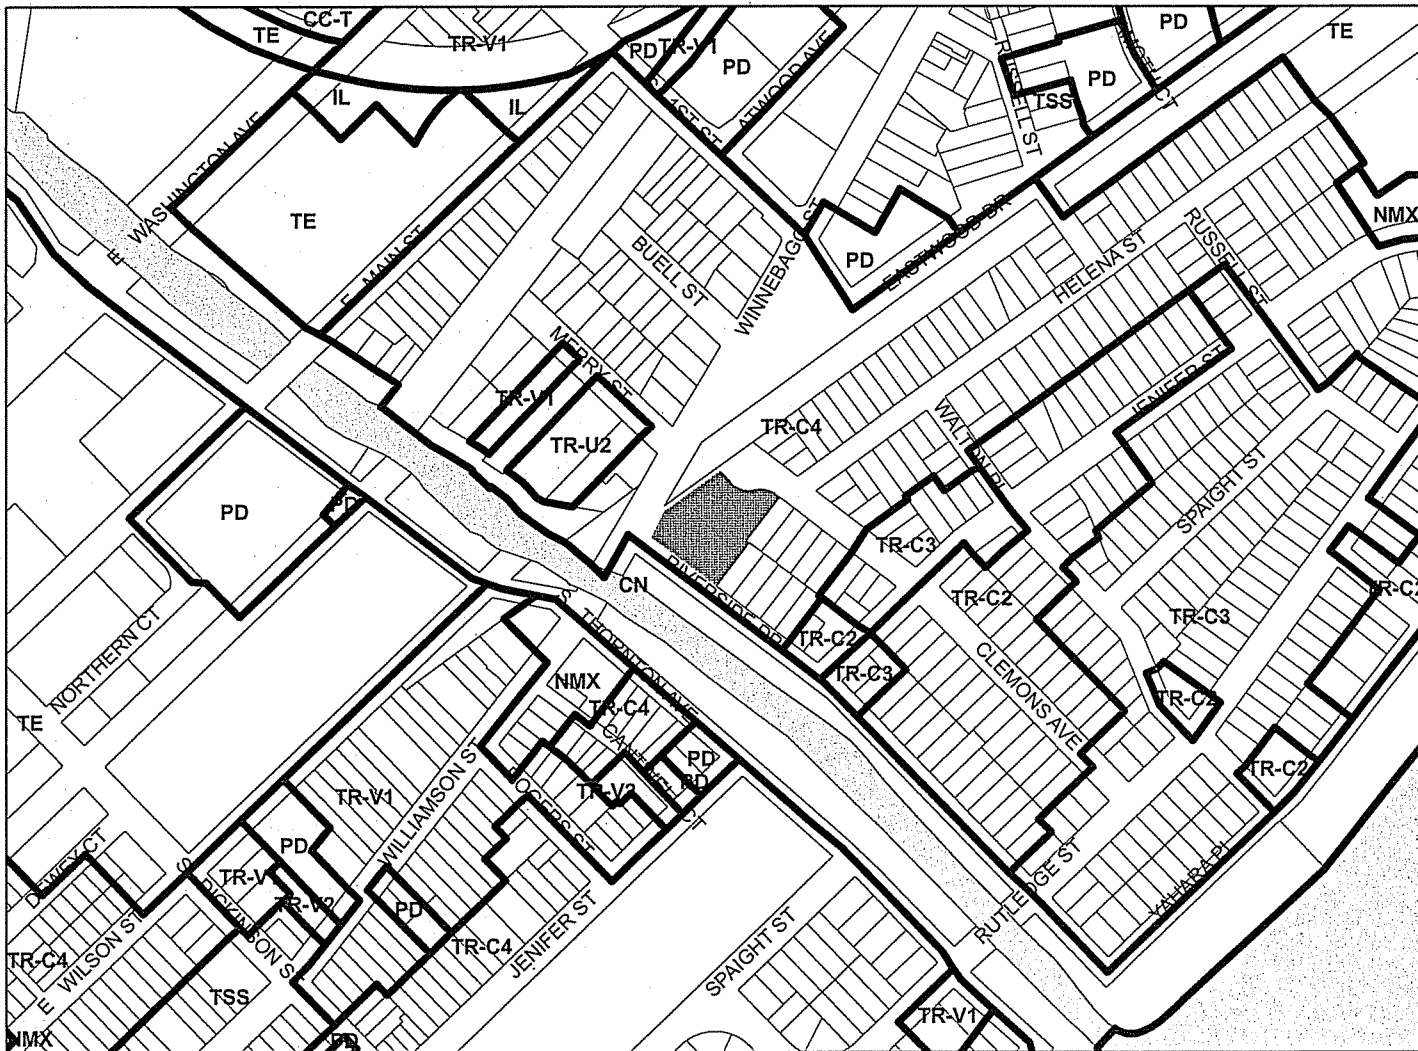 CC-T
TE
TR-V1
PD
TR-V1
PD
PD
TE
IL
IL
S 1ST ST
ATWOOD AVE
RUSSELL ST
PD
TSS
E WASHINGTON AVE
TE
E MAIN ST
BUELL ST
WINNEBAGO ST
PD
EASTWOOD DR
HELENA ST
RUSSELL ST
NMX
MERRY ST
TR-V1
TR-U2
TR-C4
WALTON PL
JENIFER ST
SPAIGHT ST
PD
PD
TR-C3
CN
RIVERSIDE DR
TR-C2
TR-C2
TR-C3
TR-C2
TR-C3
NORTHERN CT
S THORNTON AVE
NMX
TR-C4
CLEMONS AVE
TR-C2
TE
CANTWELL CT
PD
PD
TR-C2
TR-V1
WILLIAMSON ST
ROGERS ST
TR-V2
PD
DEWEY CT
TR-V
S DICKINSON ST
TR-V2
PD
TR-C4
JENIFER ST
RUTLEDGE ST
YAHARA PL
TR-C4
E WILSON ST
TSS
SPAIGHT ST
TR-V1
NMX
PD